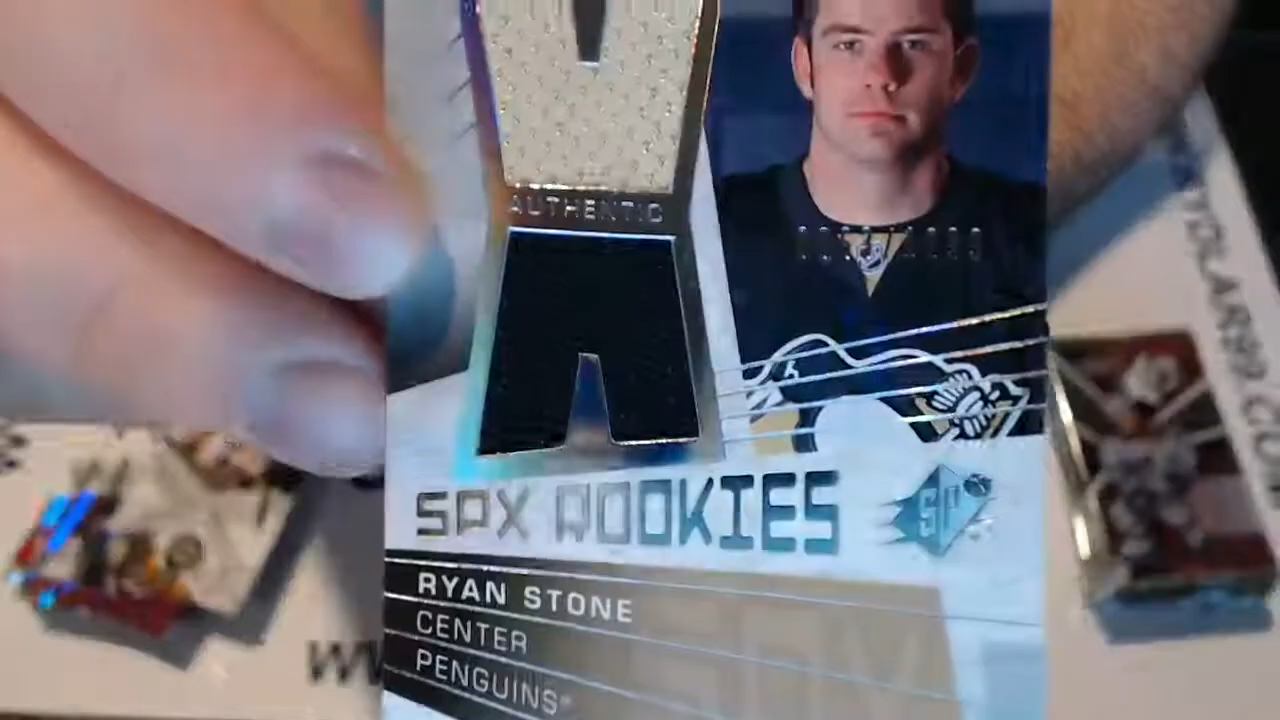 AUTHENTIC
SPX ROOKIES
SP
RYAN STONE
CENTER
PENGUINS